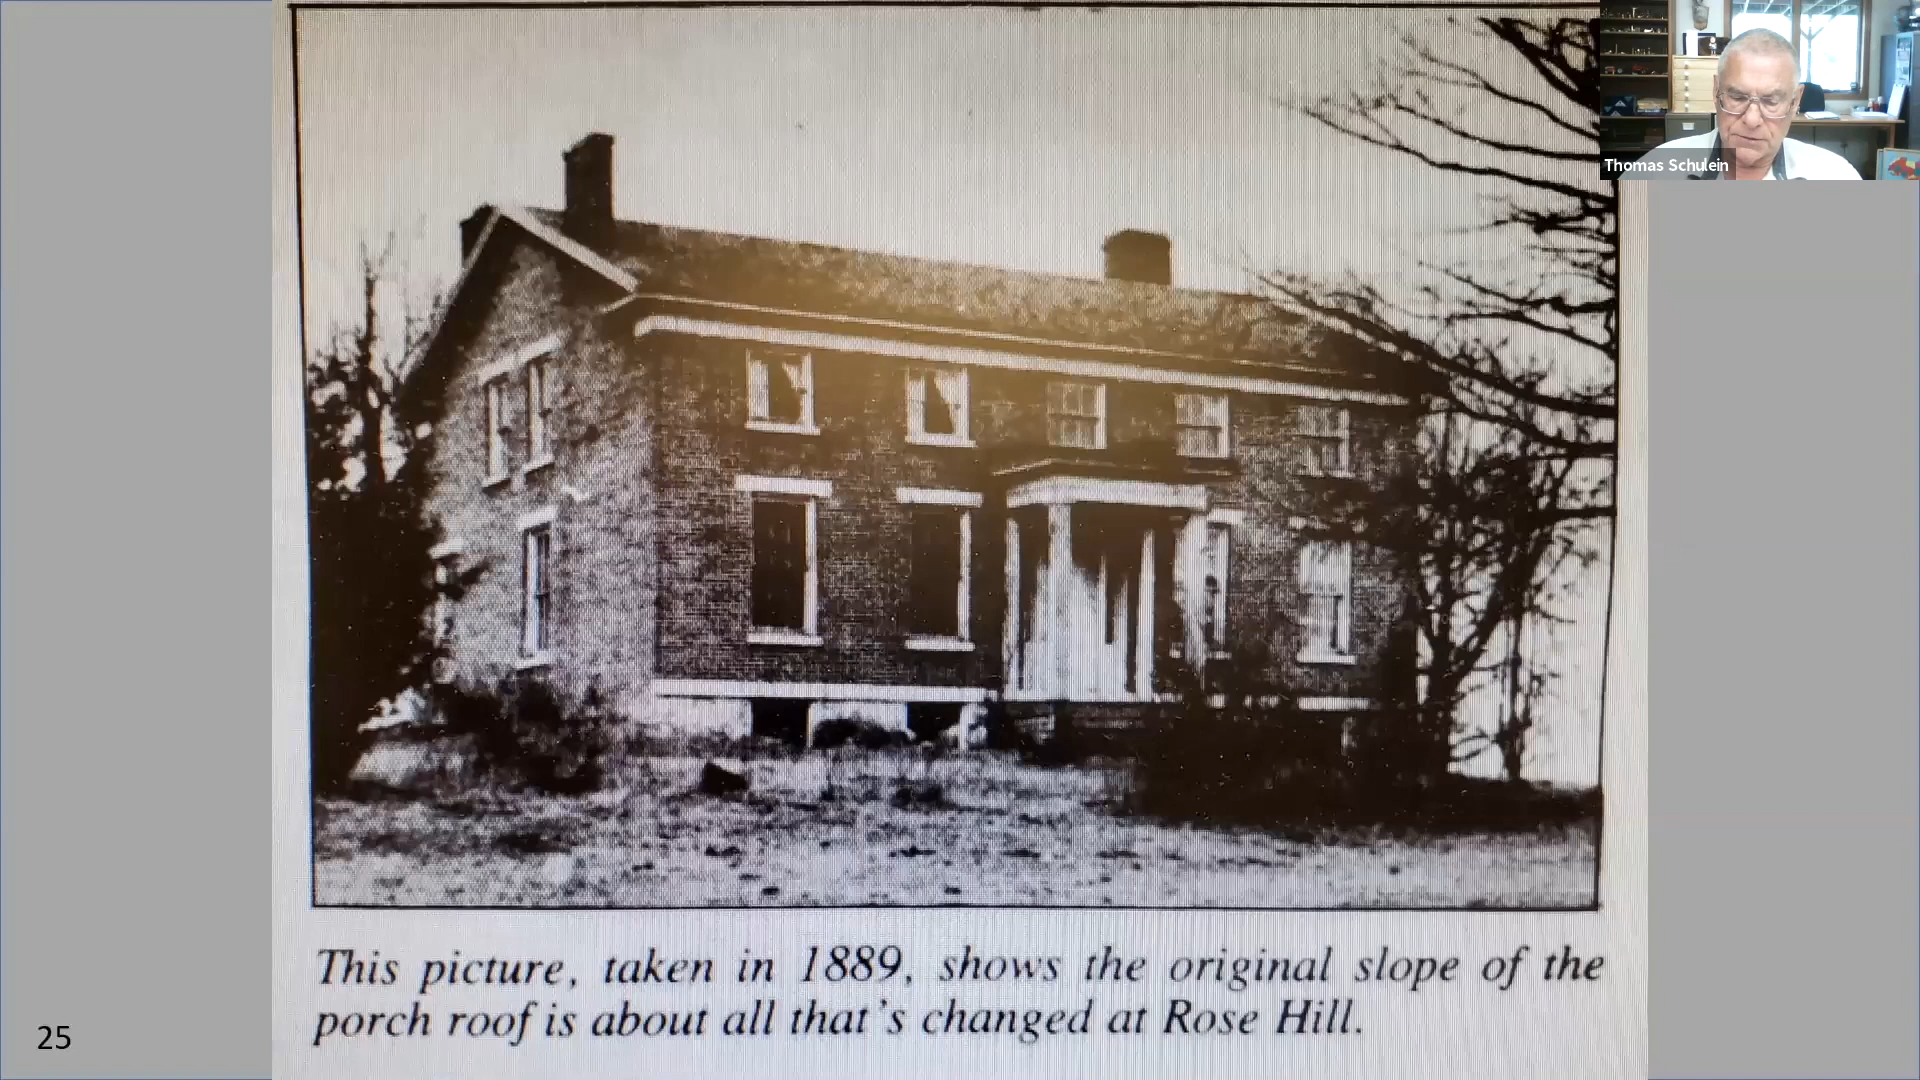 Thomas Schulein
This picture, taken in 1889, shows the original slope of the
porch roof is about all that's changed at Rose Hill.
25